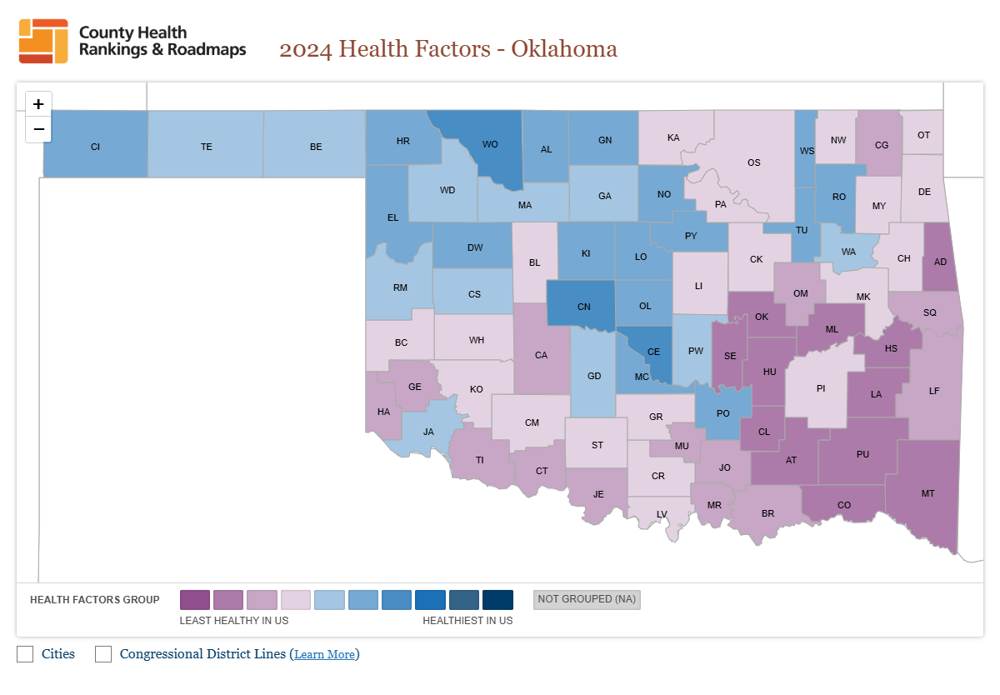 County Health
Rankings & Roadmaps
2024 Health Factors - Oklahoma
+
−
CI TE BE HR WO AL GN KA OS WS NW CG OT
WD MA GA NO PA RO MY DE
EL DW BL KI LO PY CK TU WA CH AD
RM CS CN OL LI OM MK SQ
BC WH CA GD CE MC PW OK ML HS
SE HU PI LA LF
GE KO HA JA CM GR PO CL
TI CT ST MU CR JO AT PU MT
JE LV MR BR CO
HEALTH FACTORS GROUP
LEAST HEALTHY IN US
HEALTHIEST IN US
NOT GROUPED (NA)
Cities
Congressional District Lines (Learn More)